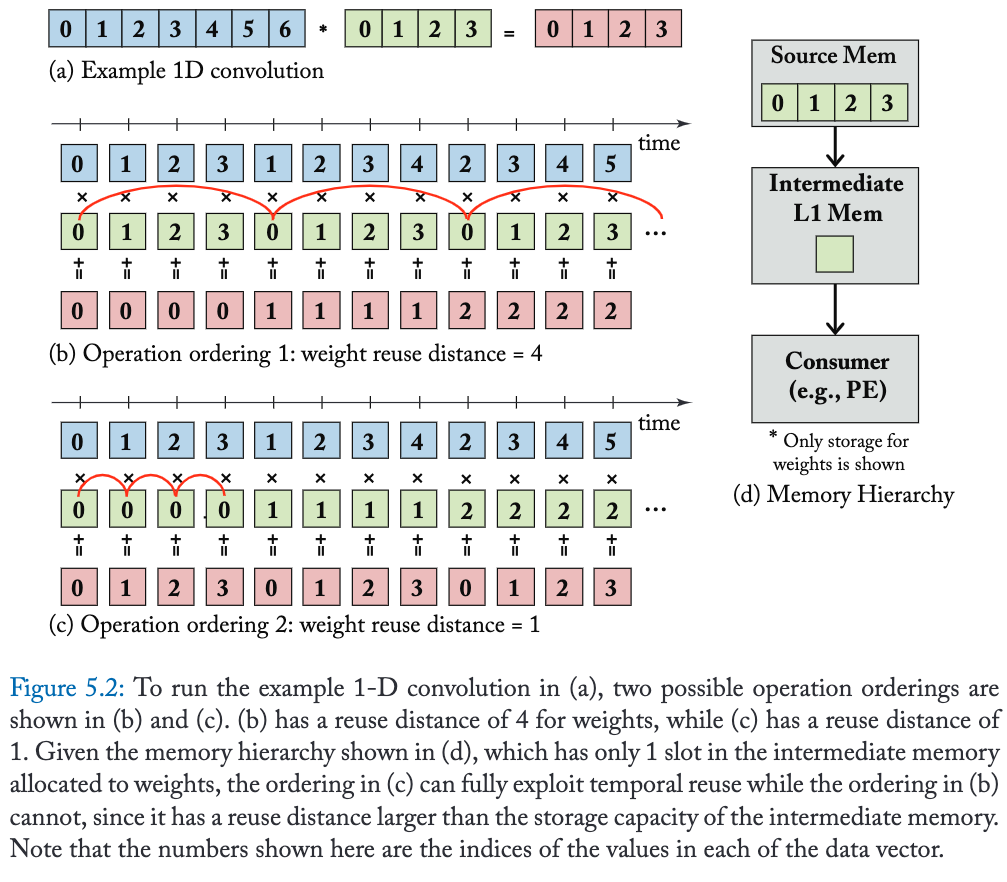 0 1 2 3 4 5 6 * 0 1 2 3 = 0 1 2 3
(a) Example 1D convolution
time
0 1 2 3 1 2 3 4 2 3 4 5
× × × × × × × × × × × ×
0 1 2 3 0 1 2 3 0 1 2 3 ...
+= += += += += += += += += += += +=
0 0 0 0 1 1 1 1 2 2 2 2
(b) Operation ordering 1: weight reuse distance = 4
time
0 1 2 3 1 2 3 4 2 3 4 5
× × × × × × × × × × × ×
0 0 0 0 1 1 1 1 2 2 2 2 ...
+= += += += += += += += += += += +=
0 1 2 3 0 1 2 3 0 1 2 3
(c) Operation ordering 2: weight reuse distance = 1
Source Mem
0 1 2 3
Intermediate
L1 Mem
Consumer
(e.g., PE)
* Only storage for
weights is shown
(d) Memory Hierarchy
Figure 5.2: To run the example 1-D convolution in (a), two possible operation orderings are
shown in (b) and (c). (b) has a reuse distance of 4 for weights, while (c) has a reuse distance of
1. Given the memory hierarchy shown in (d), which has only 1 slot in the intermediate memory
allocated to weights, the ordering in (c) can fully exploit temporal reuse while the ordering in (b)
cannot, since it has a reuse distance larger than the storage capacity of the intermediate memory.
Note that the numbers shown here are the indices of the values in each of the data vector.